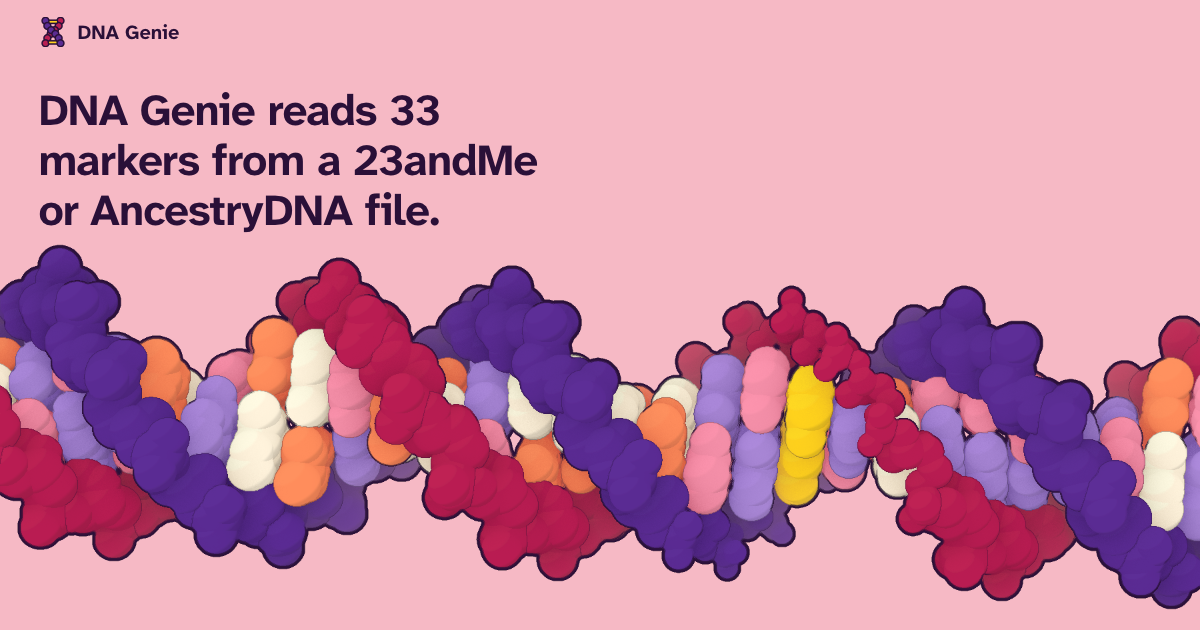 DNA Genie
DNA Genie reads 33
markers from a 23andMe
or AncestryDNA file.